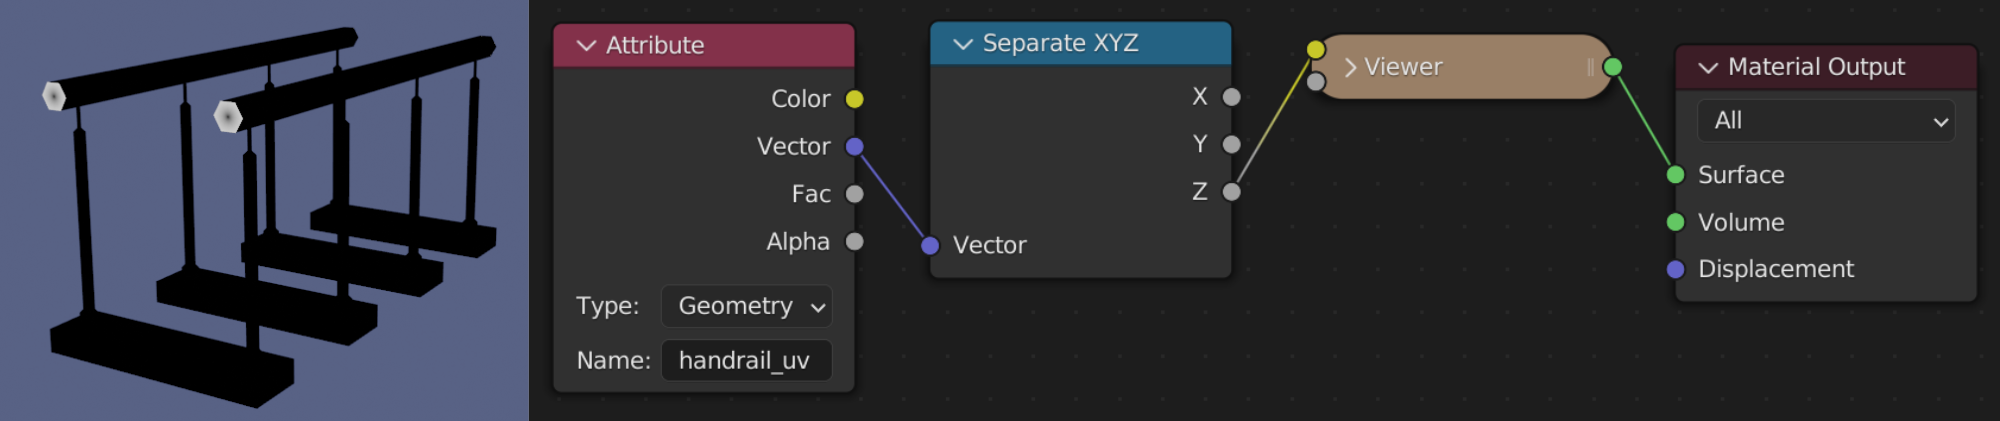 Attribute
Color
Vector
Fac
Alpha
Type: Geometry
Name: handrail_uv
Separate XYZ
X
Y
Z
Vector
Viewer
Material Output
All
Surface
Volume
Displacement